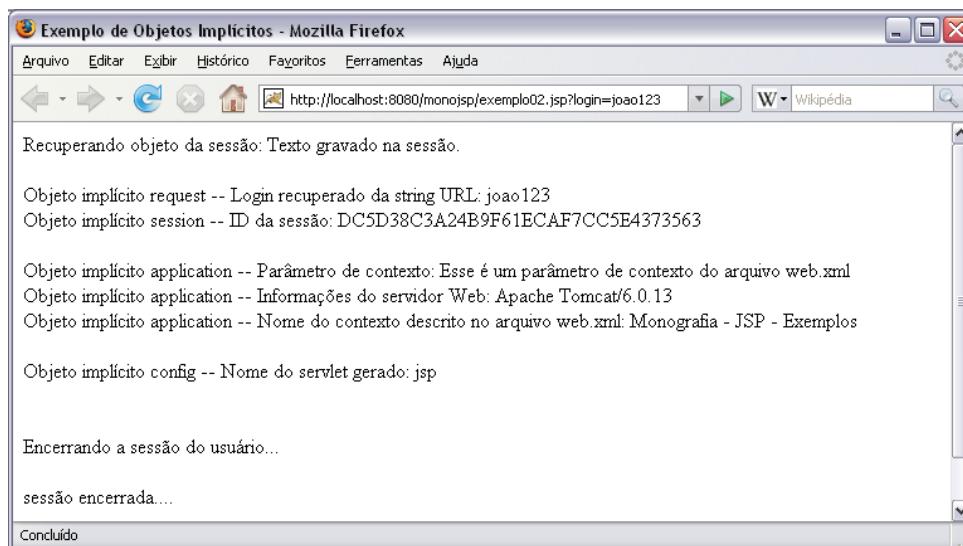 Exemplo de Objetos Implícitos - Mozilla Firefox
Arquivo Editar Exibir Histórico Favoritos Ferramentas Ajuda
http://localhost:8080/monojsp/exemplo02.jsp?login=joao123 W Wikipédia
Recuperando objeto da sessão: Texto gravado na sessão.
Objeto implícito request -- Login recuperado da string URL: joao123
Objeto implícito session -- ID da sessão: DC5D38C3A24B9F61ECAF7CC5E4373563
Objeto implícito application -- Parâmetro de contexto: Esse é um parâmetro de contexto do arquivo web.xml
Objeto implícito application -- Informações do servidor Web: Apache Tomcat/6.0.13
Objeto implícito application -- Nome do contexto descrito no arquivo web.xml: Monografia - JSP - Exemplos
Objeto implícito config -- Nome do servlet gerado: jsp
Encerrando a sessão do usuário...
sessão encerrada....
Concluído